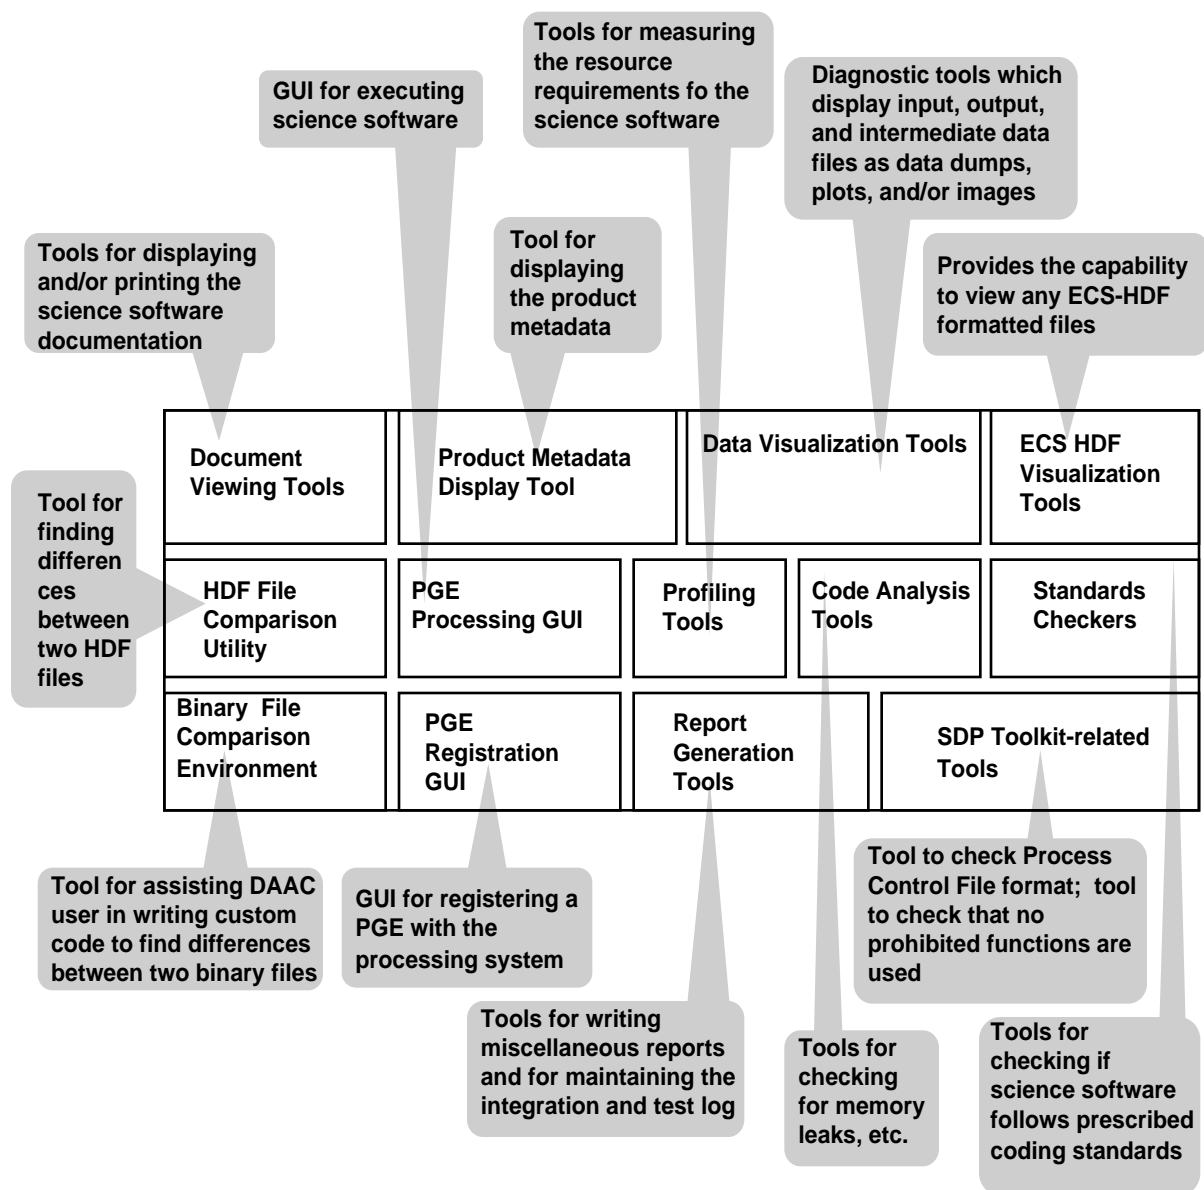 Tools for measuring
the resource
requirements fo the
science software
GUI for executing
science software
Diagnostic tools which
display input, output,
and intermediate data
files as data dumps,
plots, and/or images
Tools for displaying
and/or printing the
science software
documentation
Tool for
displaying
the product
metadata
Provides the capability
to view any ECS-HDF
formatted files
Document
Viewing Tools
Product Metadata
Display Tool
Data Visualization Tools
ECS HDF
Visualization
Tools
Tool for
finding
differen
ces
between
two HDF
files
HDF File
Comparison
Utility
PGE
Processing GUI
Profiling
Tools
Code Analysis
Tools
Standards
Checkers
Binary File
Comparison
Environment
PGE
Registration
GUI
Report
Generation
Tools
SDP Toolkit-related
Tools
Tool for assisting DAAC
user in writing custom
code to find differences
between two binary files
GUI for registering a
PGE with the
processing system
Tool to check Process
Control File format; tool
to check that no
prohibited functions are
used
Tools for writing
miscellaneous reports
and for maintaining the
integration and test log
Tools for
checking
for memory
leaks, etc.
Tools for
checking if
science software
follows prescribed
coding standards